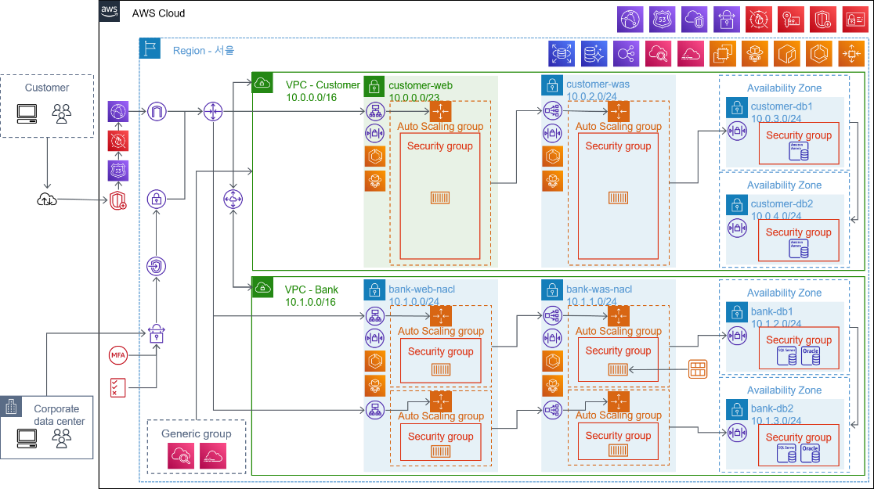 aws
AWS Cloud
Region - 서울
Customer
VPC - Customer
10.0.0.0/16
customer-web
10.0.0.0/23
Auto Scaling group
Security group
customer-was
10.0.2.0/24
Auto Scaling group
Security group
Availability Zone
customer-db1
10.0.3.0/24
Security group
Availability Zone
customer-db2
10.0.4.0/24
Security group
VPC - Bank
10.1.0.0/16
bank-web-nacl
10.1.0.0/24
Auto Scaling group
Security group
Auto Scaling group
Security group
bank-was-nacl
10.1.1.0/24
Auto Scaling group
Security group
Auto Scaling group
Security group
Availability Zone
bank-db1
10.1.2.0/24
Security group
Oracle
Availability Zone
bank-db2
10.1.3.0/24
Security group
Oracle
MFA
Corporate
data center
Generic group